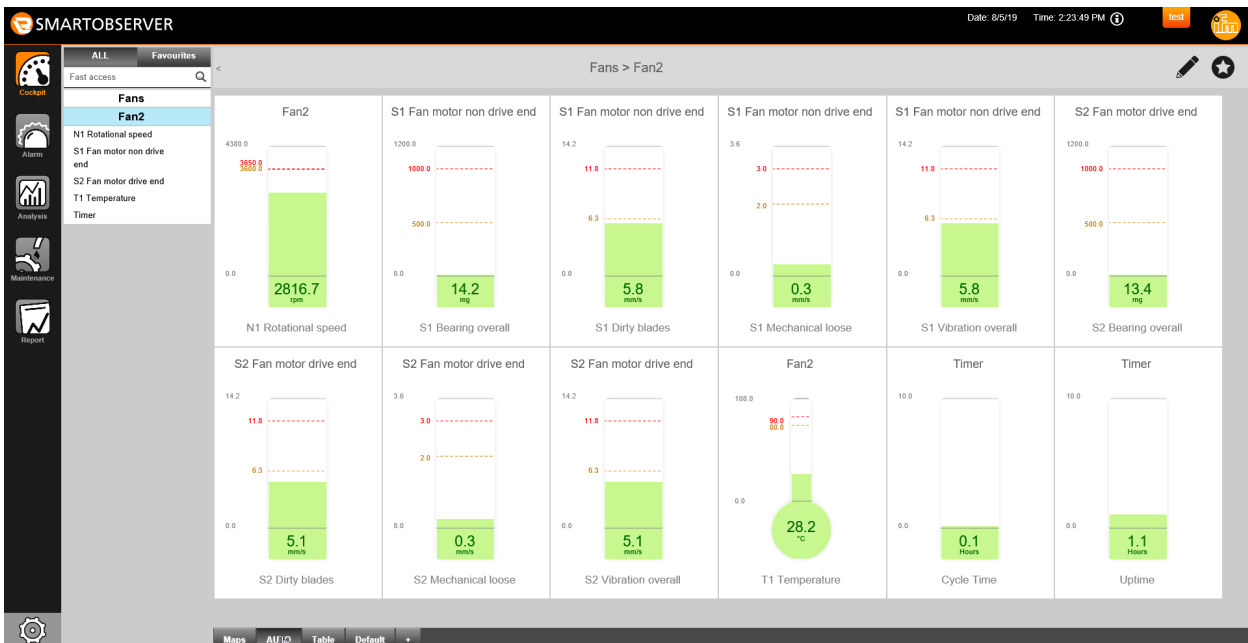 SMARTOBSERVER
Date: 8/5/19 Time: 2:23:49 PM
test
ifm
ALL Favourites
Fast access
Fans
Fan2
N1 Rotational speed
S1 Fan motor non drive
end
S2 Fan motor drive end
T1 Temperature
Timer
Cockpit
Alarm
Analysis
Maintenance
Report
<
Fans > Fan2
Fan2
4380.0
3650.0
3600.0
0.0
2816.7
rpm
N1 Rotational speed
S1 Fan motor non drive end
1200.0
1000.0
500.0
0.0
14.2
mg
S1 Bearing overall
S1 Fan motor non drive end
14.2
11.8
6.3
0.0
5.8
mm/s
S1 Dirty blades
S1 Fan motor non drive end
3.6
3.0
2.0
0.0
0.3
mm/s
S1 Mechanical loose
S1 Fan motor non drive end
14.2
11.8
6.3
0.0
5.8
mm/s
S1 Vibration overall
S2 Fan motor drive end
1200.0
1000.0
500.0
0.0
13.4
mg
S2 Bearing overall
S2 Fan motor drive end
14.2
11.8
6.3
0.0
5.1
mm/s
S2 Dirty blades
S2 Fan motor drive end
3.6
3.0
2.0
0.0
0.3
mm/s
S2 Mechanical loose
S2 Fan motor drive end
14.2
11.8
6.3
0.0
5.1
mm/s
S2 Vibration overall
Fan2
108.0
90.0
80.0
0.0
28.2
°C
T1 Temperature
Timer
10.0
0.0
0.1
Hours
Cycle Time
Timer
10.0
0.0
1.1
Hours
Uptime
Maps AUTO Table Default +